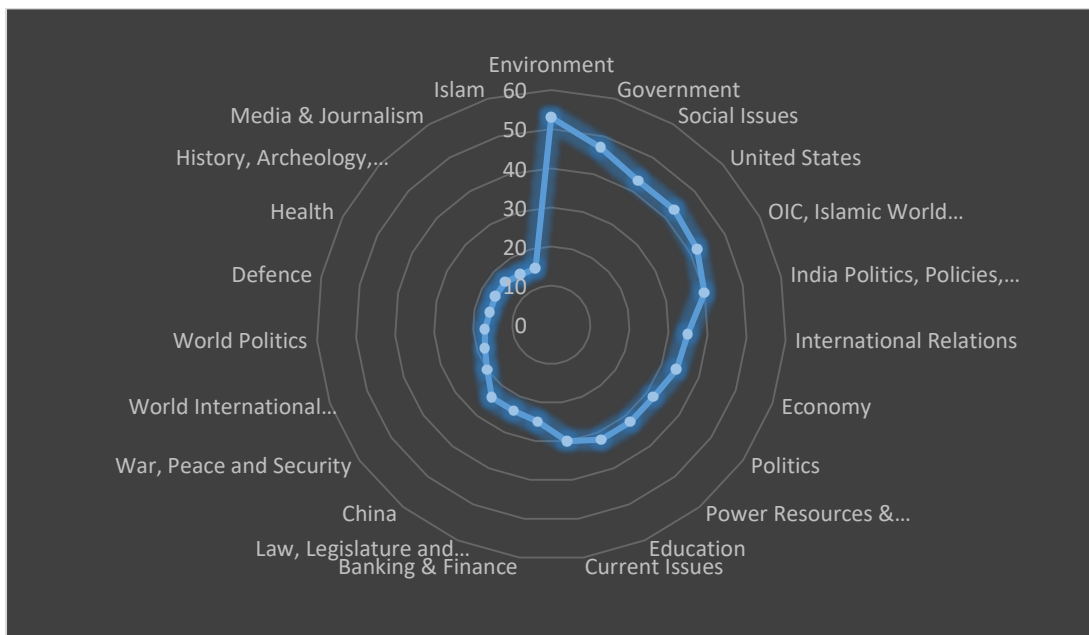 Environment
Government
Social Issues
United States
OIC, Islamic World...
India Politics, Policies,...
International Relations
Economy
Politics
Power Resources &...
Education
Current Issues
Banking & Finance
Law, Legislature and...
China
War, Peace and Security
World International...
World Politics
Defence
Health
History, Archeology,...
Media & Journalism
Islam
60
50
40
30
20
10
0